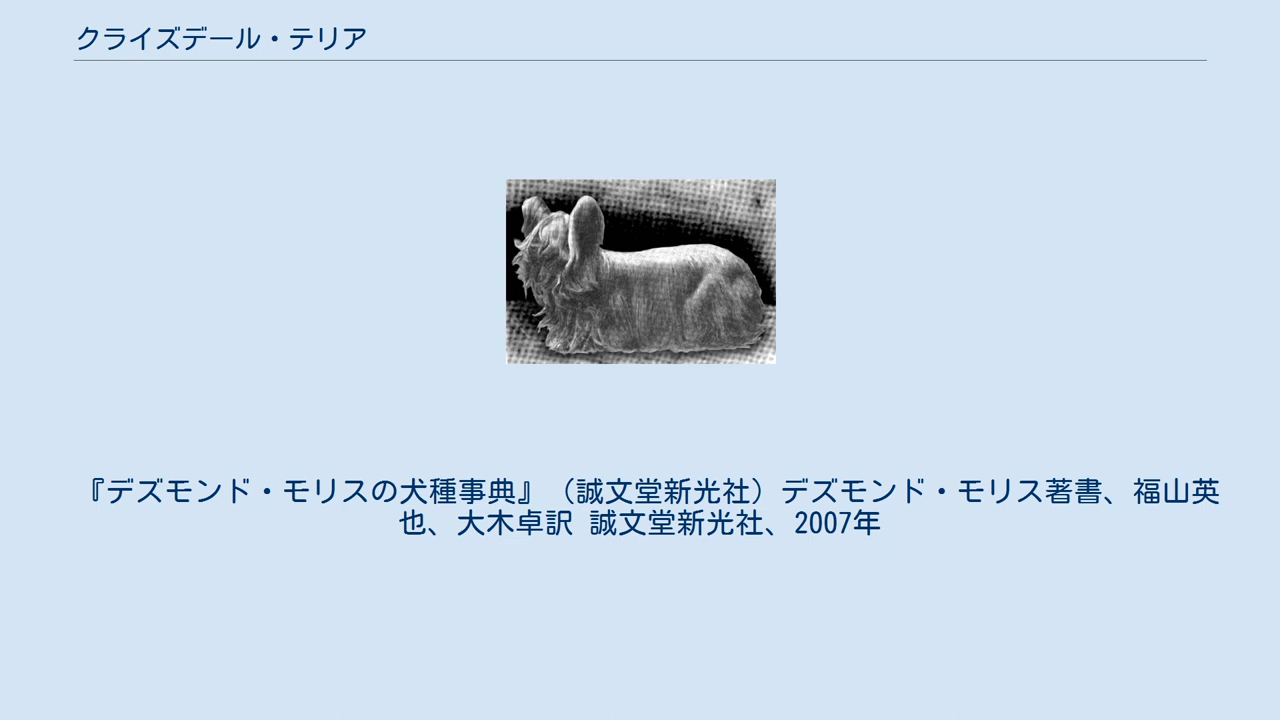 クライズデール・テリア
『デズモンド・モリスの犬種事典』（誠文堂新光社）デズモンド・モリス著書、福山英
也、大木卓訳 誠文堂新光社、2007年